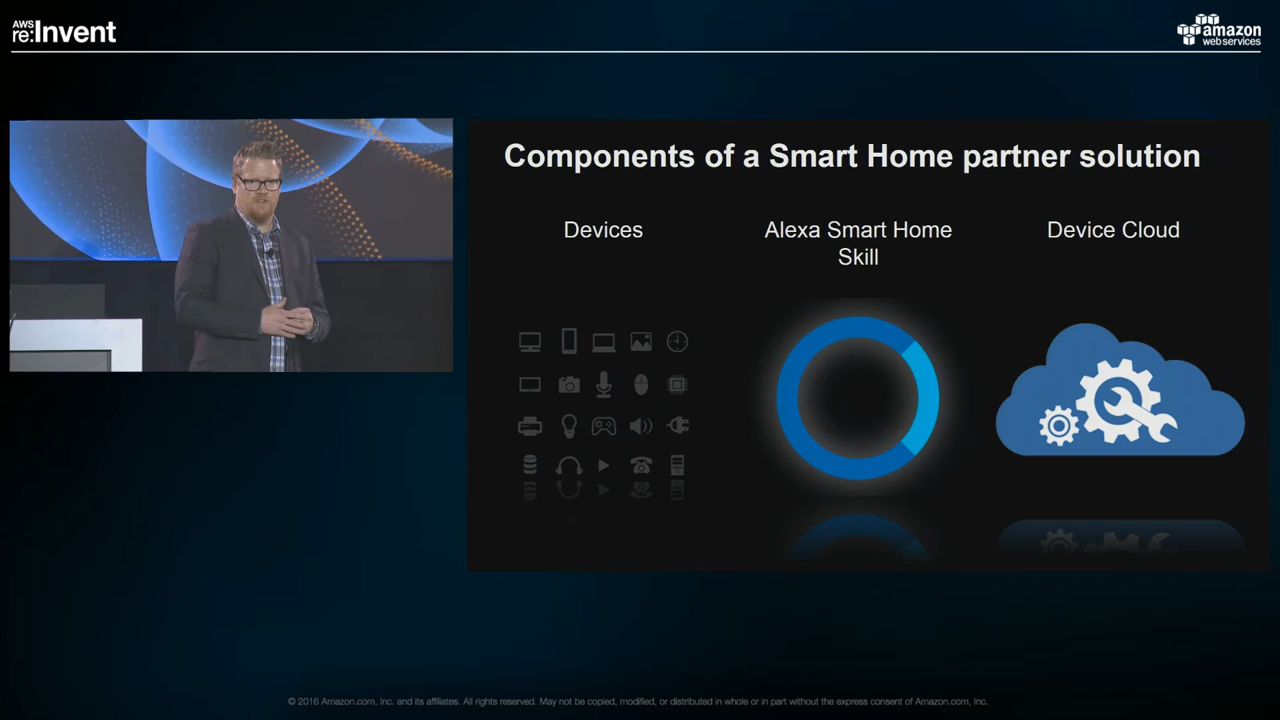 AWS
re:Invent
amazon
web services
Components of a Smart Home partner solution
Devices
Alexa Smart Home
Skill
Device Cloud
© 2016 Amazon.com, Inc. and its affiliates. All rights reserved. May not be copied, modified, or distributed in whole or in part without the express consent of Amazon.com, Inc.